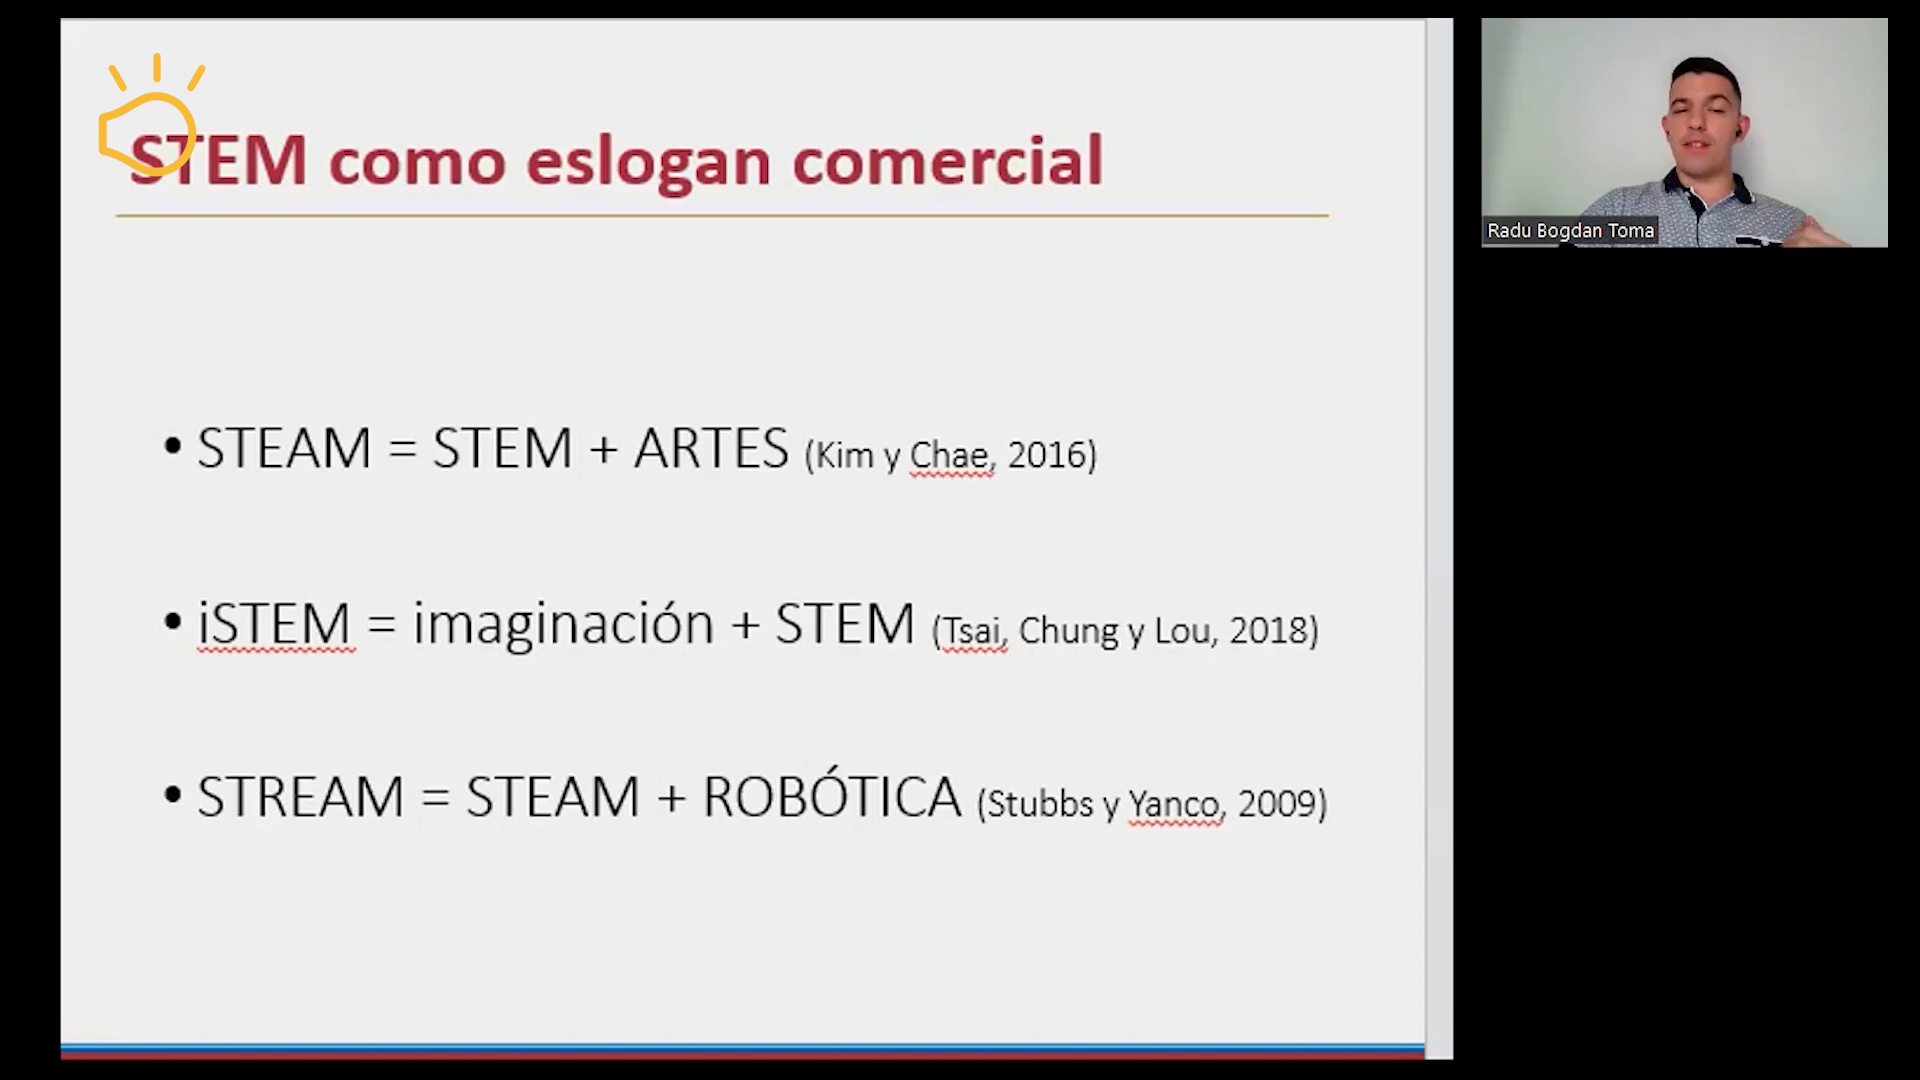 STEM como eslogan comercial
• STEAM = STEM + ARTES (Kim y Chae, 2016)
• iSTEM = imaginación + STEM (Tsai, Chung y Lou, 2018)
• STREAM = STEAM + ROBÓTICA (Stubbs y Yanco, 2009)
Radu Bogdan Toma